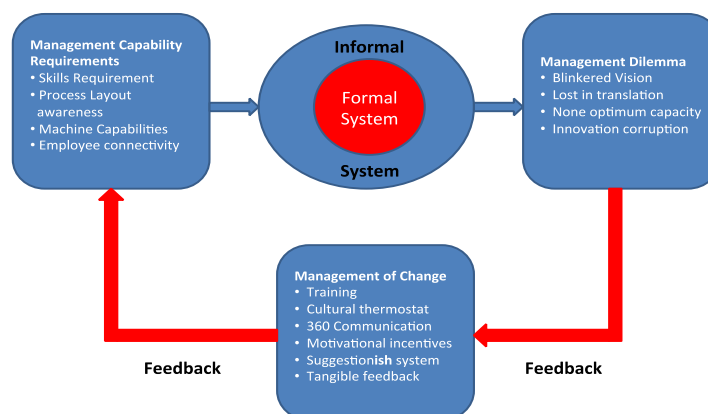 Management Capability
Requirements
• Skills Requirement
• Process Layout
awareness
• Machine Capabilities
• Employee connectivity
Informal
Formal
System
System
Management Dilemma
• Blinkered Vision
• Lost in translation
• None optimum capacity
• Innovation corruption
Management of Change
• Training
• Cultural thermostat
• 360 Communication
• Motivational incentives
• Suggestionish system
• Tangible feedback
Feedback
Feedback